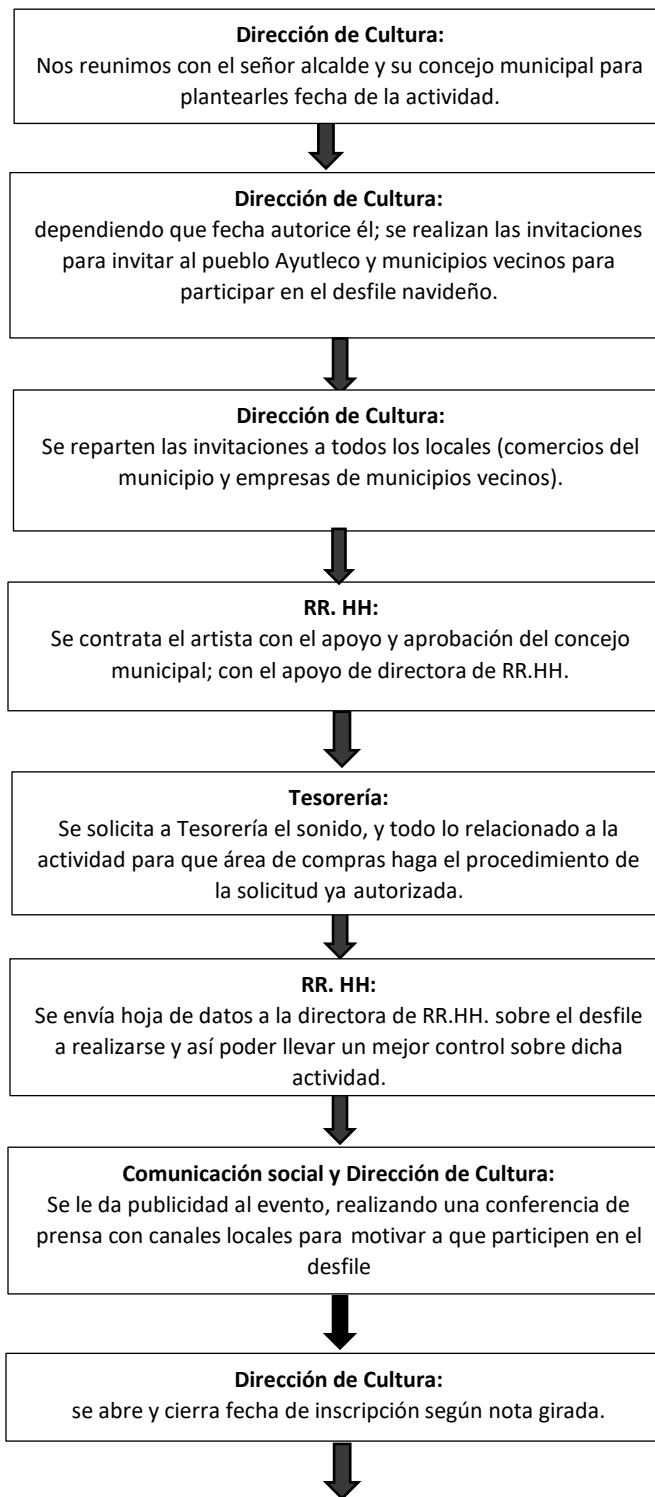 Dirección de Cultura:
Nos reunimos con el señor alcalde y su concejo municipal para
plantearles fecha de la actividad.
Dirección de Cultura:
dependiendo que fecha autorice él; se realizan las invitaciones
para invitar al pueblo Ayutleco y municipios vecinos para
participar en el desfile navideño.
Dirección de Cultura:
Se reparten las invitaciones a todos los locales (comercios del
municipio y empresas de municipios vecinos).
RR. HH:
Se contrata el artista con el apoyo y aprobación del concejo
municipal; con el apoyo de directora de RR.HH.
Tesorería:
Se solicita a Tesorería el sonido, y todo lo relacionado a la
actividad para que área de compras haga el procedimiento de
la solicitud ya autorizada.
RR. HH:
Se envía hoja de datos a la directora de RR.HH. sobre el desfile
a realizarse y así poder llevar un mejor control sobre dicha
actividad.
Comunicación social y Dirección de Cultura:
Se le da publicidad al evento, realizando una conferencia de
prensa con canales locales para motivar a que participen en el
desfile
Dirección de Cultura:
se abre y cierra fecha de inscripción según nota girada.